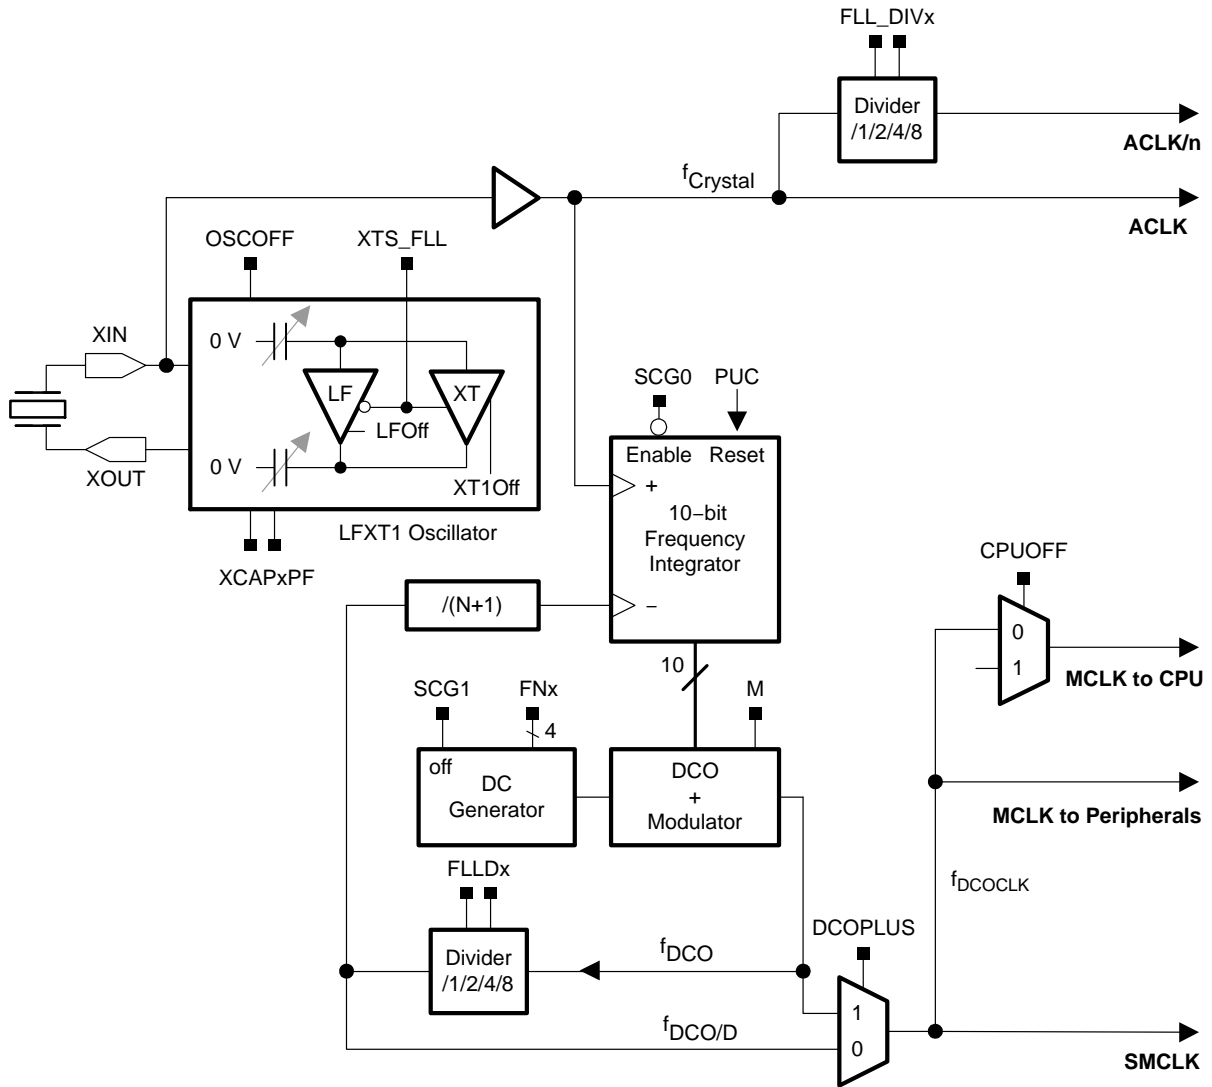 FLL_DIVx
Divider
/1/2/4/8
ACLK/n
fCrystal
ACLK
OSCOFF
XTS_FLL
XIN
0 V
LF
XT
LFOff
0 V
XOUT
XT1Off
LFXT1 Oscillator
XCAPxPF
SCG0
PUC
Enable
Reset
+
10−bit
Frequency
Integrator
−
/(N+1)
CPUOFF
0
1
MCLK to CPU
10
SCG1
FNx
4
M
off
DC
Generator
DCO
+
Modulator
MCLK to Peripherals
fDCOCLK
FLLDx
Divider
/1/2/4/8
fDCO
DCOPLUS
1
0
fDCO/D
SMCLK